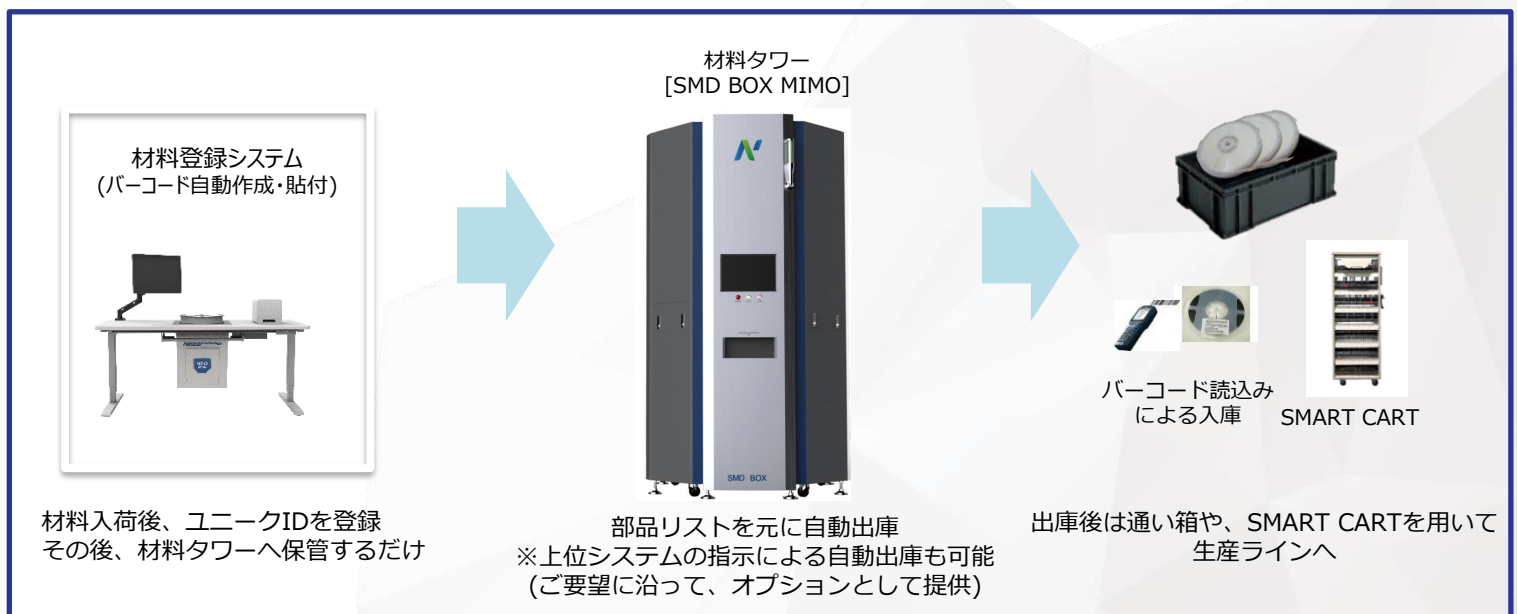 材料登録システム
(バーコード自動作成・貼付)
材料入荷後、ユニークIDを登録
その後、材料タワーへ保管するだけ
材料タワー
[SMD BOX MIMO]
SMD BOX
部品リストを元に自動出庫
※上位システムの指示による自動出庫も可能
(ご要望に沿って、オプションとして提供)
バーコード読込み
による入庫
SMART CART
出庫後は通い箱や、SMART CARTを用いて
生産ラインへ